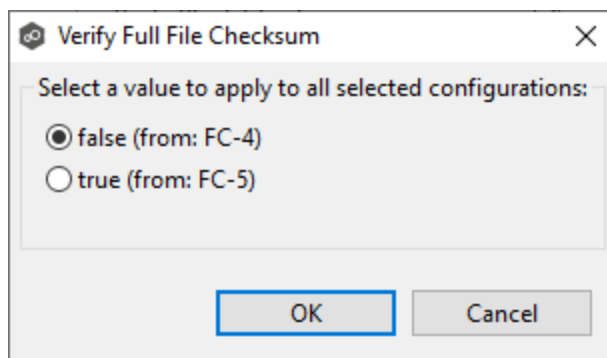 Verify Full File Checksum
Select a value to apply to all selected configurations:
false (from: FC-4)
true (from: FC-5)
OK
Cancel